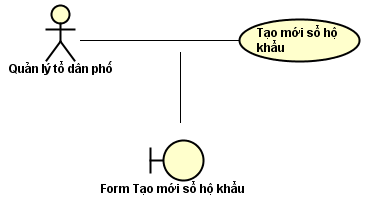 Tạo mới sổ hộ
khẩu
Quản lý tổ dân phố
Form Tạo mới sổ hộ khẩu